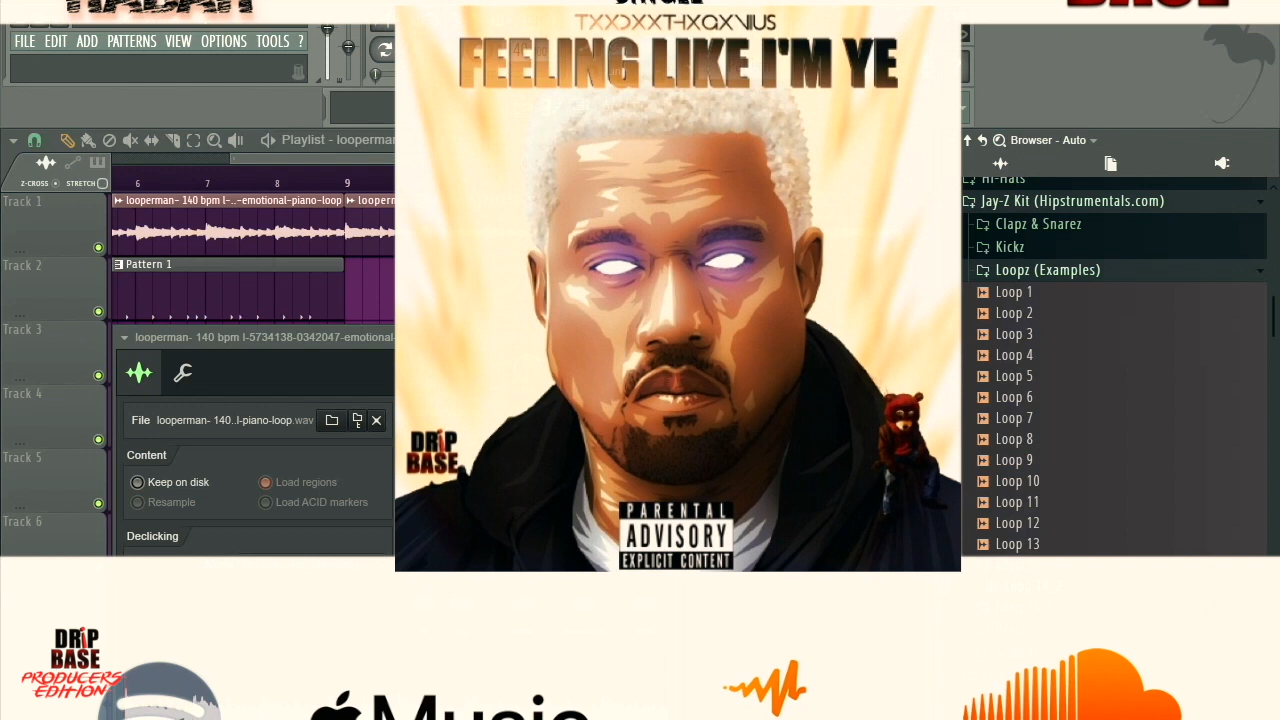 SINGLE
TXXDXXTHXQXVIUS
FEELING LIKE I'M YE
BASE
FILE EDIT ADD PATTERNS VIEW OPTIONS TOOLS ?
Playlist - looperman
Browser - Auto
Z-CROSS STRETCH
6 7 8 9
Hi-Hats
Track 1
looperman- 140 bpm l-..-emotional-piano-loop
looperm
Jay-Z Kit (Hipstrumentals.com)
Clapz & Snarez
Kickz
Track 2
Pattern 1
Loopz (Examples)
Loop 1
Loop 2
Track 3
looperman- 140 bpm l-5734138-0342047-emotional-
Loop 3
Loop 4
Loop 5
Track 4
Loop 6
File looperman- 140..l-piano-loop.wav
Loop 7
Loop 8
Track 5
Content
DRIP
BASE
Loop 9
Keep on disk
Load regions
Loop 10
Resample
Load ACID markers
Loop 11
Track 6
Declicking
PARENTAL
ADVISORY
EXPLICIT CONTENT
Loop 12
Loop 13
DRIP
BASE
PRODUCERS
EDITION
Music